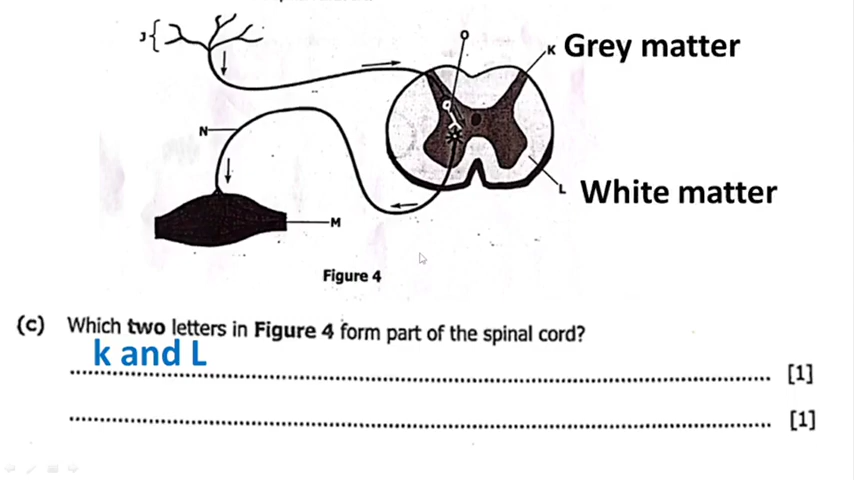 J
O
K Grey matter
N
L White matter
M
Figure 4
(c) Which two letters in Figure 4 form part of the spinal cord?
k and L
[1]
[1]